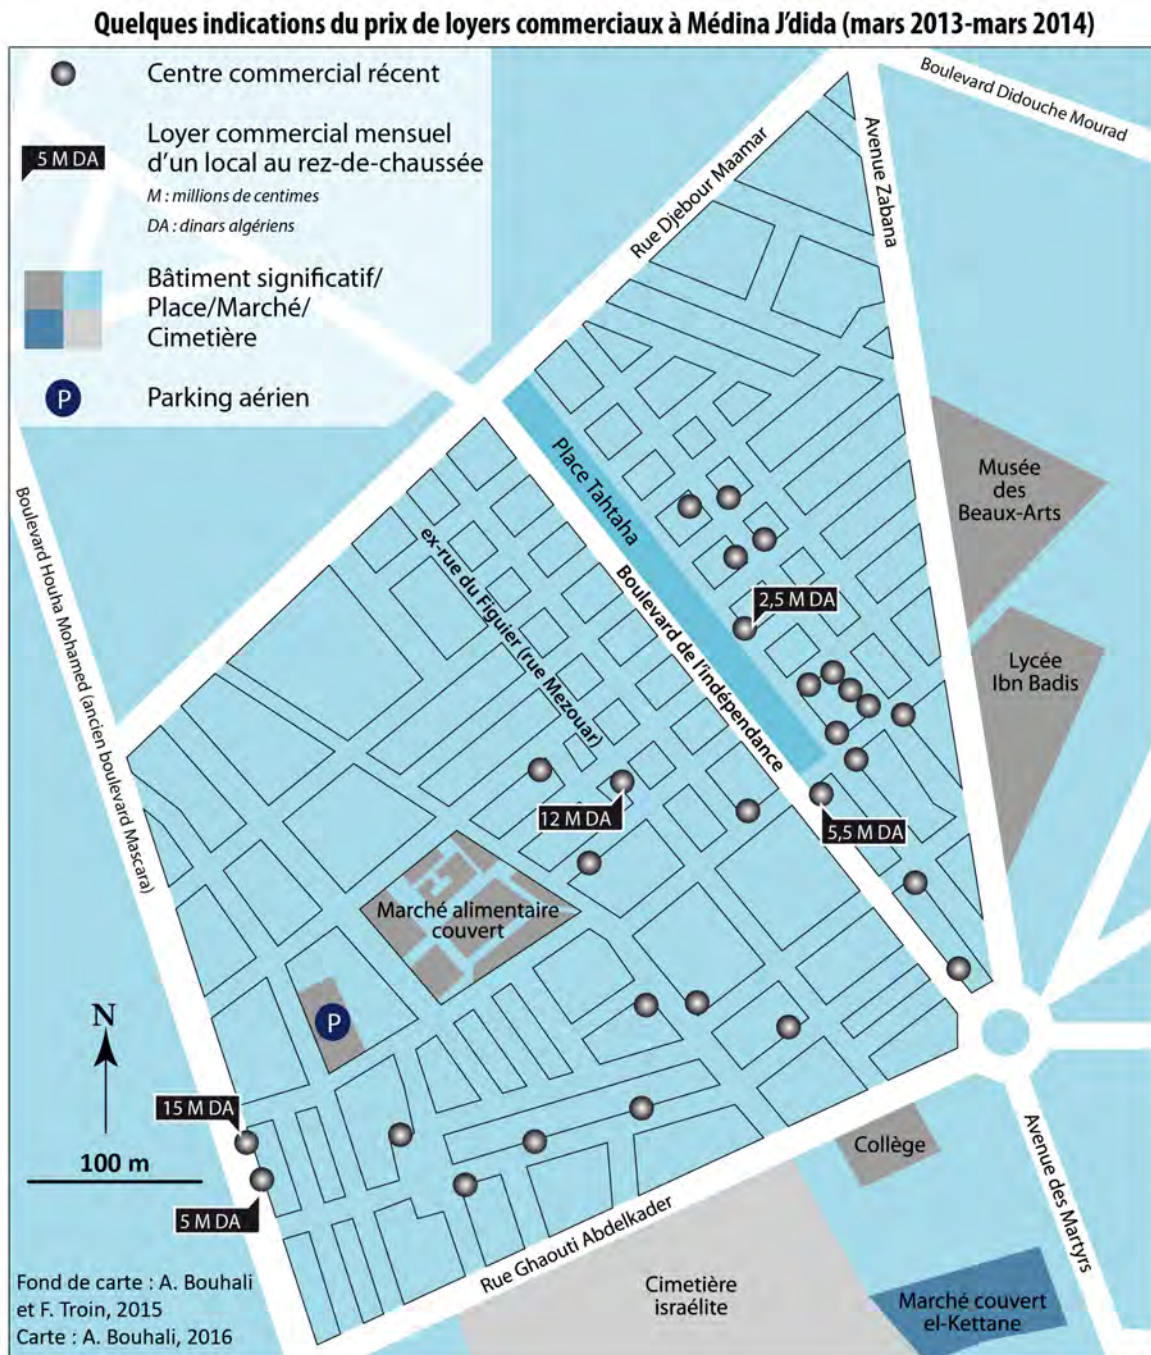 Quelques indications du prix de loyers commerciaux à Médina J'dida (mars 2013-mars 2014)
Centre commercial récent
5 M DA
Loyer commercial mensuel
d'un local au rez-de-chaussée
M : millions de centimes
DA : dinars algériens
Bâtiment significatif/
Place/Marché/
Cimetière
P
Parking aérien
Boulevard Didouche Mourad
Avenue Zabana
Rue Djebour Maamar
Place Tahtaha
Musée
des
Beaux-Arts
ex-rue du Figuier (rue Mezouar)
Boulevard de l'indépendance
2,5 M DA
Lycée
Ibn Badis
Boulevard Houha Mohamed (ancien boulevard Mascara)
12 M DA
5,5 M DA
Marché alimentaire
couvert
P
N
15 M DA
100 m
5 M DA
Collège
Avenue des Martyrs
Rue Ghaouti Abdelkader
Cimetière
israélite
Marché couvert
el-Kettane
Fond de carte : A. Bouhali
et F. Troin, 2015
Carte : A. Bouhali, 2016